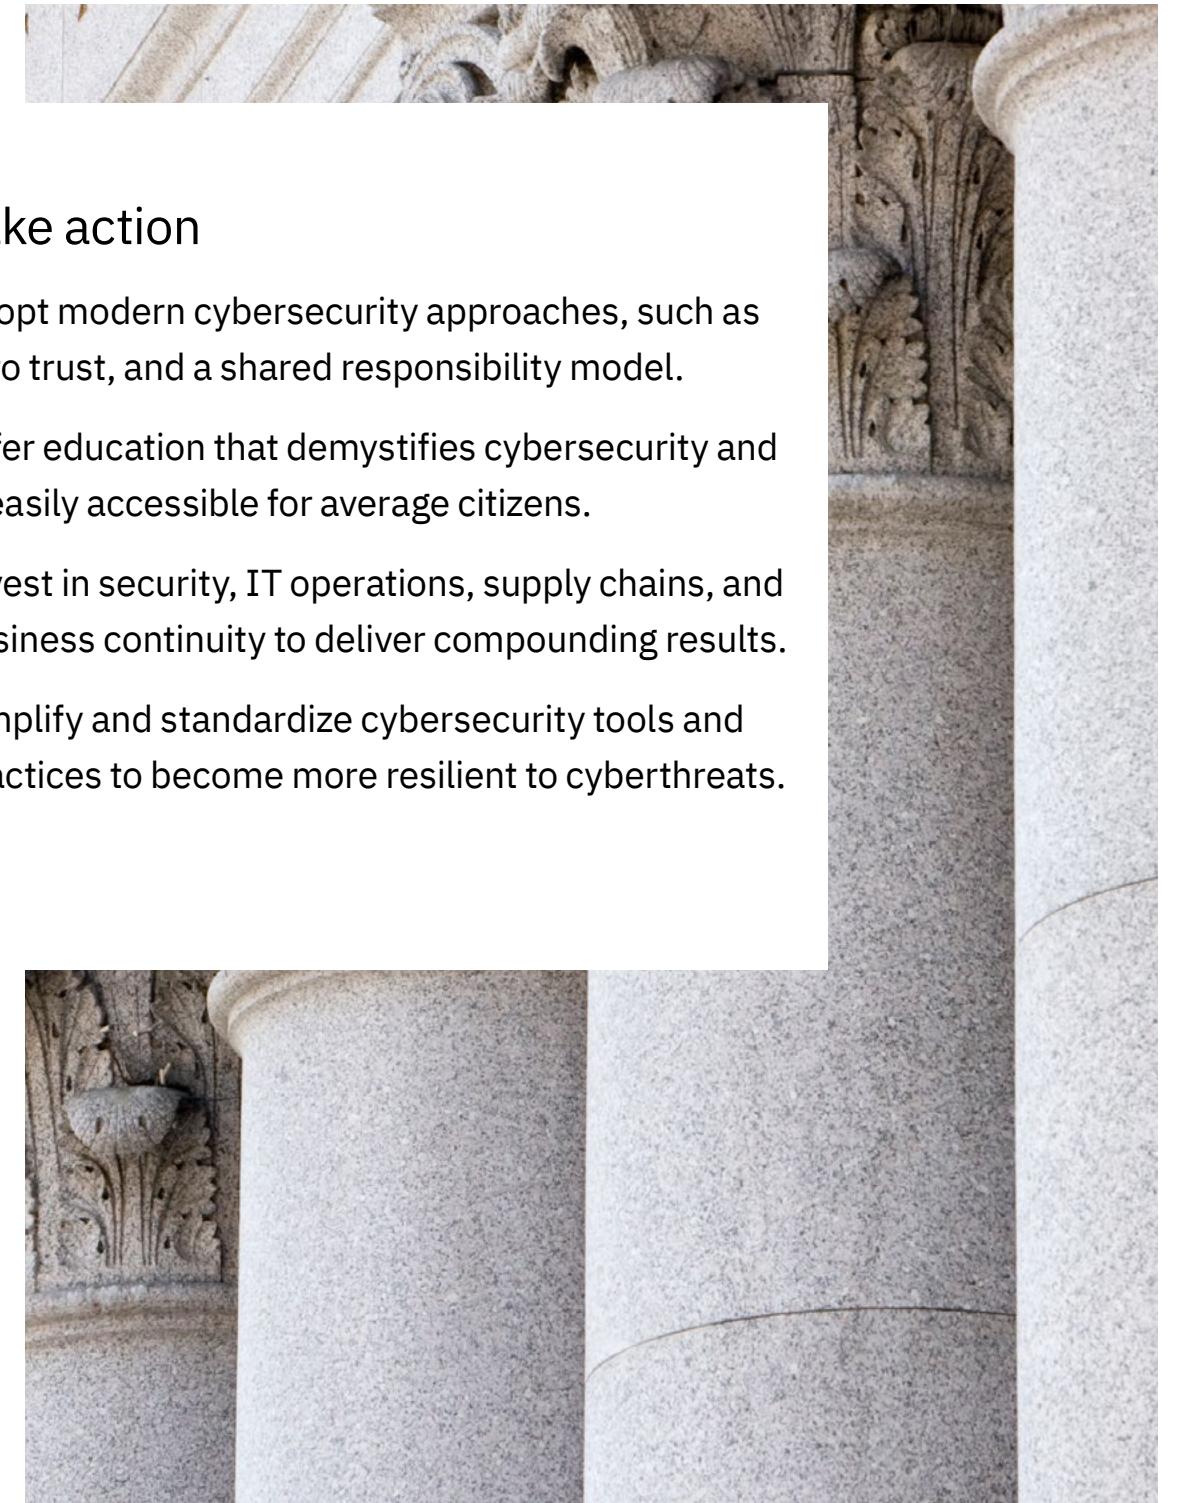 ke action
opt modern cybersecurity approaches, such as
o trust, and a shared responsibility model.
fer education that demystifies cybersecurity and
easily accessible for average citizens.
vest in security, IT operations, supply chains, and
siness continuity to deliver compounding results.
nplify and standardize cybersecurity tools and
actices to become more resilient to cyberthreats.